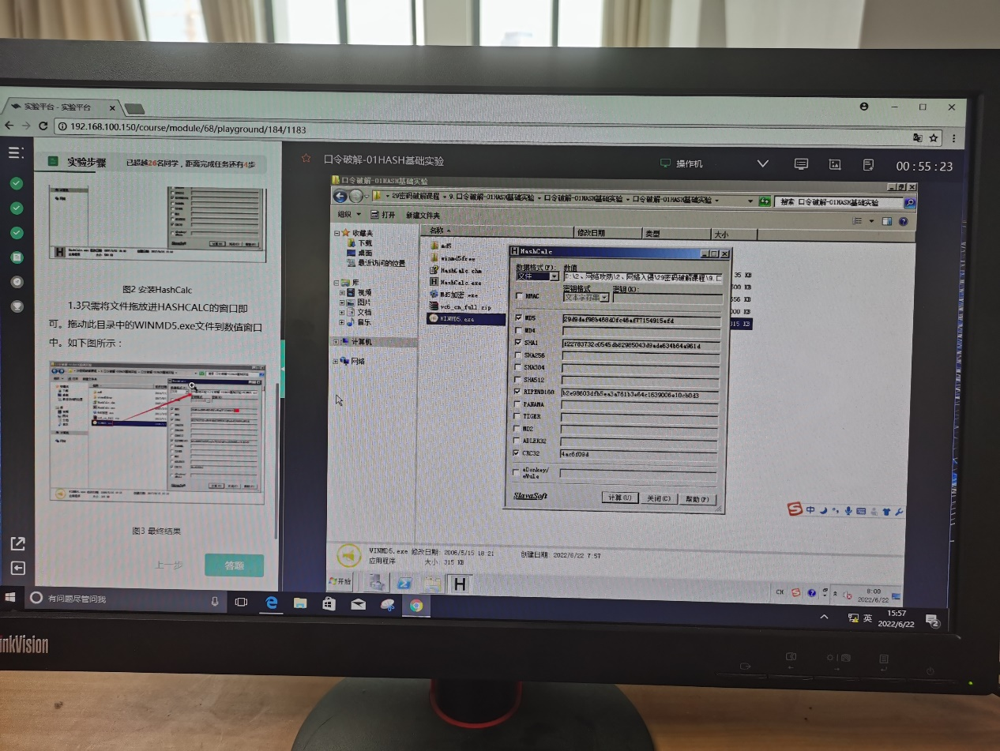 实验平台 - 实验平台
192.168.100.150/course/module/68/playground/184/1183
实验步骤
已超越26名同学，距离完成任务还有4步
图2 安装HashCalc
1.3只需将文件拖放进HASHCALC的窗口即
可。拖动此目录中的WINMD5.exe文件到数值窗口
中。如下图所示：
图3 最终结果
上一步
答题
口令破解-01HASH基础实验
操作机
00:55:23
口令破解-01HASH基础实验
29密码破解课程 9.口令破解-01HASH基础实验 口令破解-01HASH基础实验 口令破解-01HASH基础实验
搜索 口令破解-01HASH基础实验
组织 打开 新建文件夹
收藏夹
下载
桌面
最近访问的位置
库
视频
图片
文档
音乐
计算机
网络
名称 修改日期 类型 大小
md5
winmd5free
HashCalc.chm
HashCalc.exe
Md5加密.exe
vc6_cn_full.zip
WINMD5.exe
35 KB
315 KB
HashCalc
数据格式(F): 数值
文件
D:\2、网络攻防\2、网络入侵\29密码破解课程\9.口
密钥格式 密钥(K):
HMAC
文本字符串
MD5
MD4
SHA1
SHA256
SHA384
SHA512
RIPEMD160
PANAMA
TIGER
MD2
ADLER32
CRC32
4ac6f09d
eDonkey/
eMule
SlavaSoft
计算(U)
关闭(C)
帮助(P)
中
WINMD5.exe 修改日期: 2006/5/15 18:21 创建日期: 2022/6/22 7:57
应用程序 大小: 315 KB
开始
CH
8:00
2022/6/22
有问题尽管问我
英
15:57
2022/6/22
2
inkVision